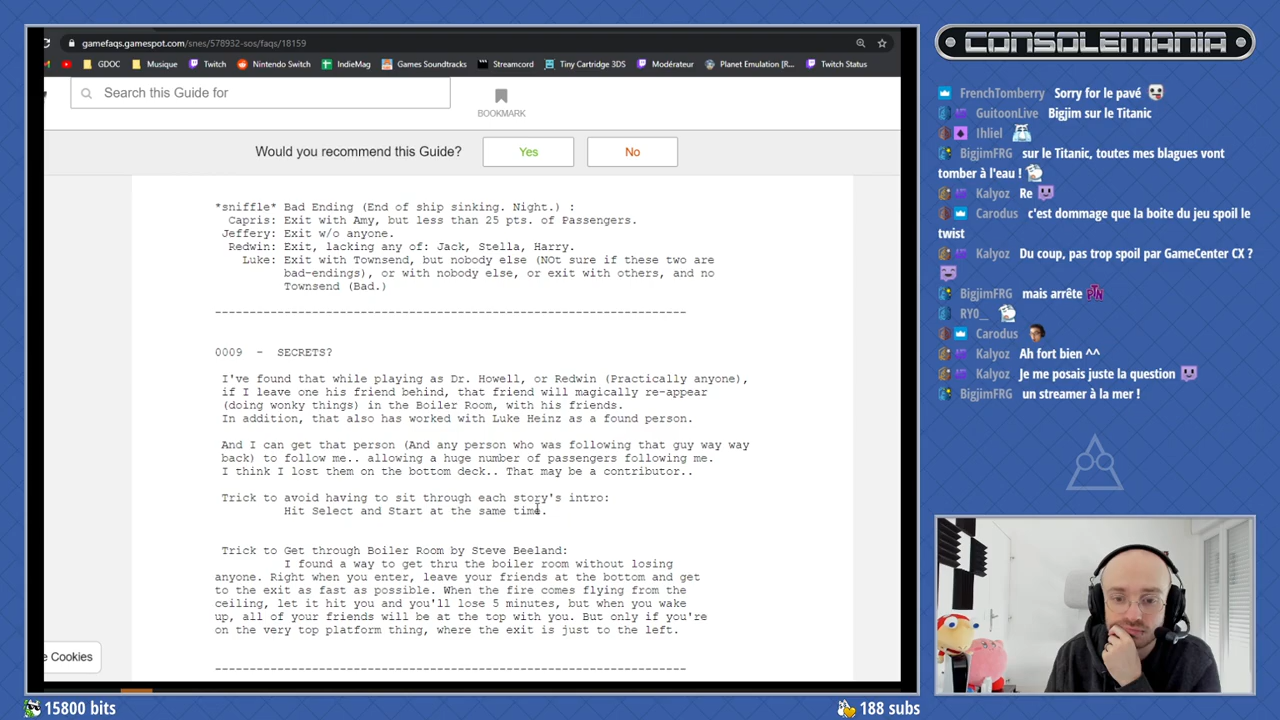 gamefaqs.gamespot.com/snes/578932-sos/faqs/18159
GDOC Musique Twitch Nintendo Switch IndieMag Games Soundtracks Streamcord Tiny Cartridge 3DS Modérateur Planet Emulation [R... Twitch Status
Search this Guide for
BOOKMARK
Would you recommend this Guide? Yes No
*sniffle* Bad Ending (End of ship sinking. Night.) :
Capris: Exit with Amy, but less than 25 pts. of Passengers.
Jeffery: Exit w/o anyone.
Redwin: Exit, lacking any of: Jack, Stella, Harry.
Luke: Exit with Townsend, but nobody else (NOt sure if these two are
bad-endings), or with nobody else, or exit with others, and no
Townsend (Bad.)
--------------------------------------------------------------------
0009 - SECRETS?
I've found that while playing as Dr. Howell, or Redwin (Practically anyone),
if I leave one his friend behind, that friend will magically re-appear
(doing wonky things) in the Boiler Room, with his friends.
In addition, that also has worked with Luke Heinz as a found person.
And I can get that person (And any person who was following that guy way way
back) to follow me.. allowing a huge number of passengers following me.
I think I lost them on the bottom deck.. That may be a contributor..
Trick to avoid having to sit through each story's intro:
Hit Select and Start at the same time.
Trick to Get through Boiler Room by Steve Beeland:
I found a way to get thru the boiler room without losing
anyone. Right when you enter, leave your friends at the bottom and get
to the exit as fast as possible. When the fire comes flying from the
ceiling, let it hit you and you'll lose 5 minutes, but when you wake
up, all of your friends will be at the top with you. But only if you're
on the very top platform thing, where the exit is just to the left.
--------------------------------------------------------------------
e Cookies
CONSOLEMANIA
FrenchTomberry Sorry for le pavé
GuitoonLive Bigjim sur le Titanic
Ihliel
BigjimFRG sur le Titanic, toutes mes blagues vont
tomber à l'eau !
Kalyoz Re
Carodus c'est dommage que la boite du jeu spoil le
twist
Kalyoz Du coup, pas trop spoil par GameCenter CX ?
BigjimFRG mais arrête
RY0_
Carodus
Kalyoz Ah fort bien ^^
Kalyoz Je me posais juste la question
BigjimFRG un streamer à la mer !
15800 bits
188 subs